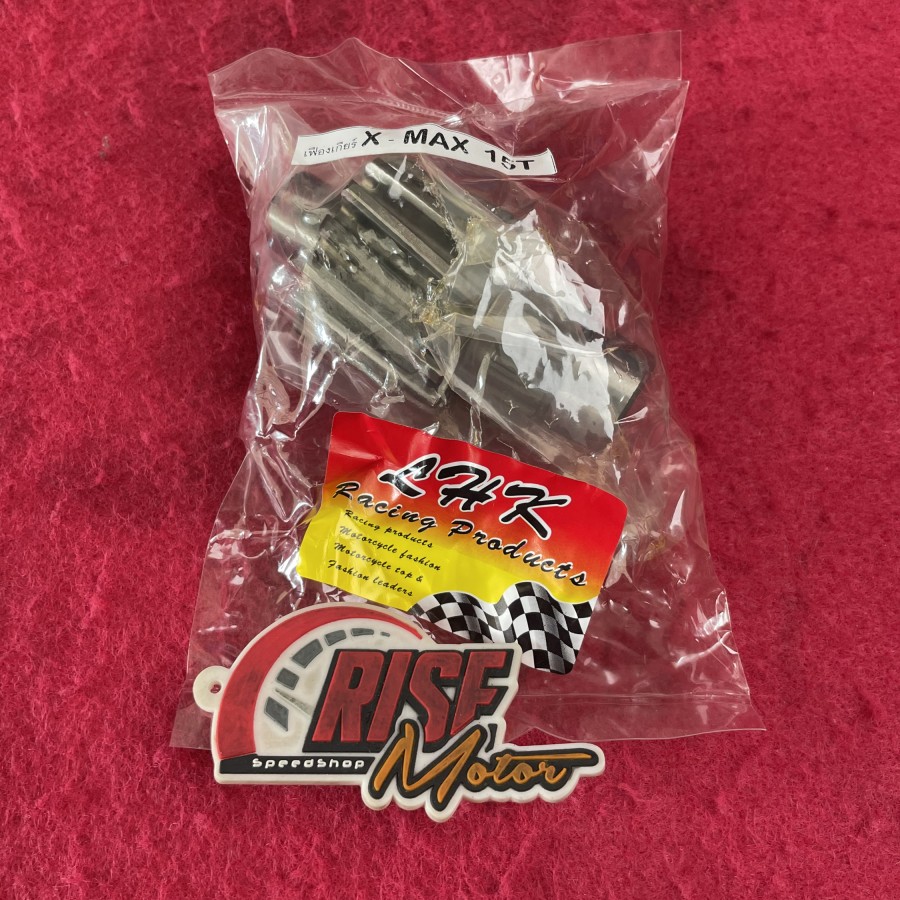 เฟืองเกียร์ X - MAX 15T
LHK
Racing Products
Racing products
Motorcycle fashion
Motorcycle top &
Fashion leaders
RISE
SpeedShop
Motor